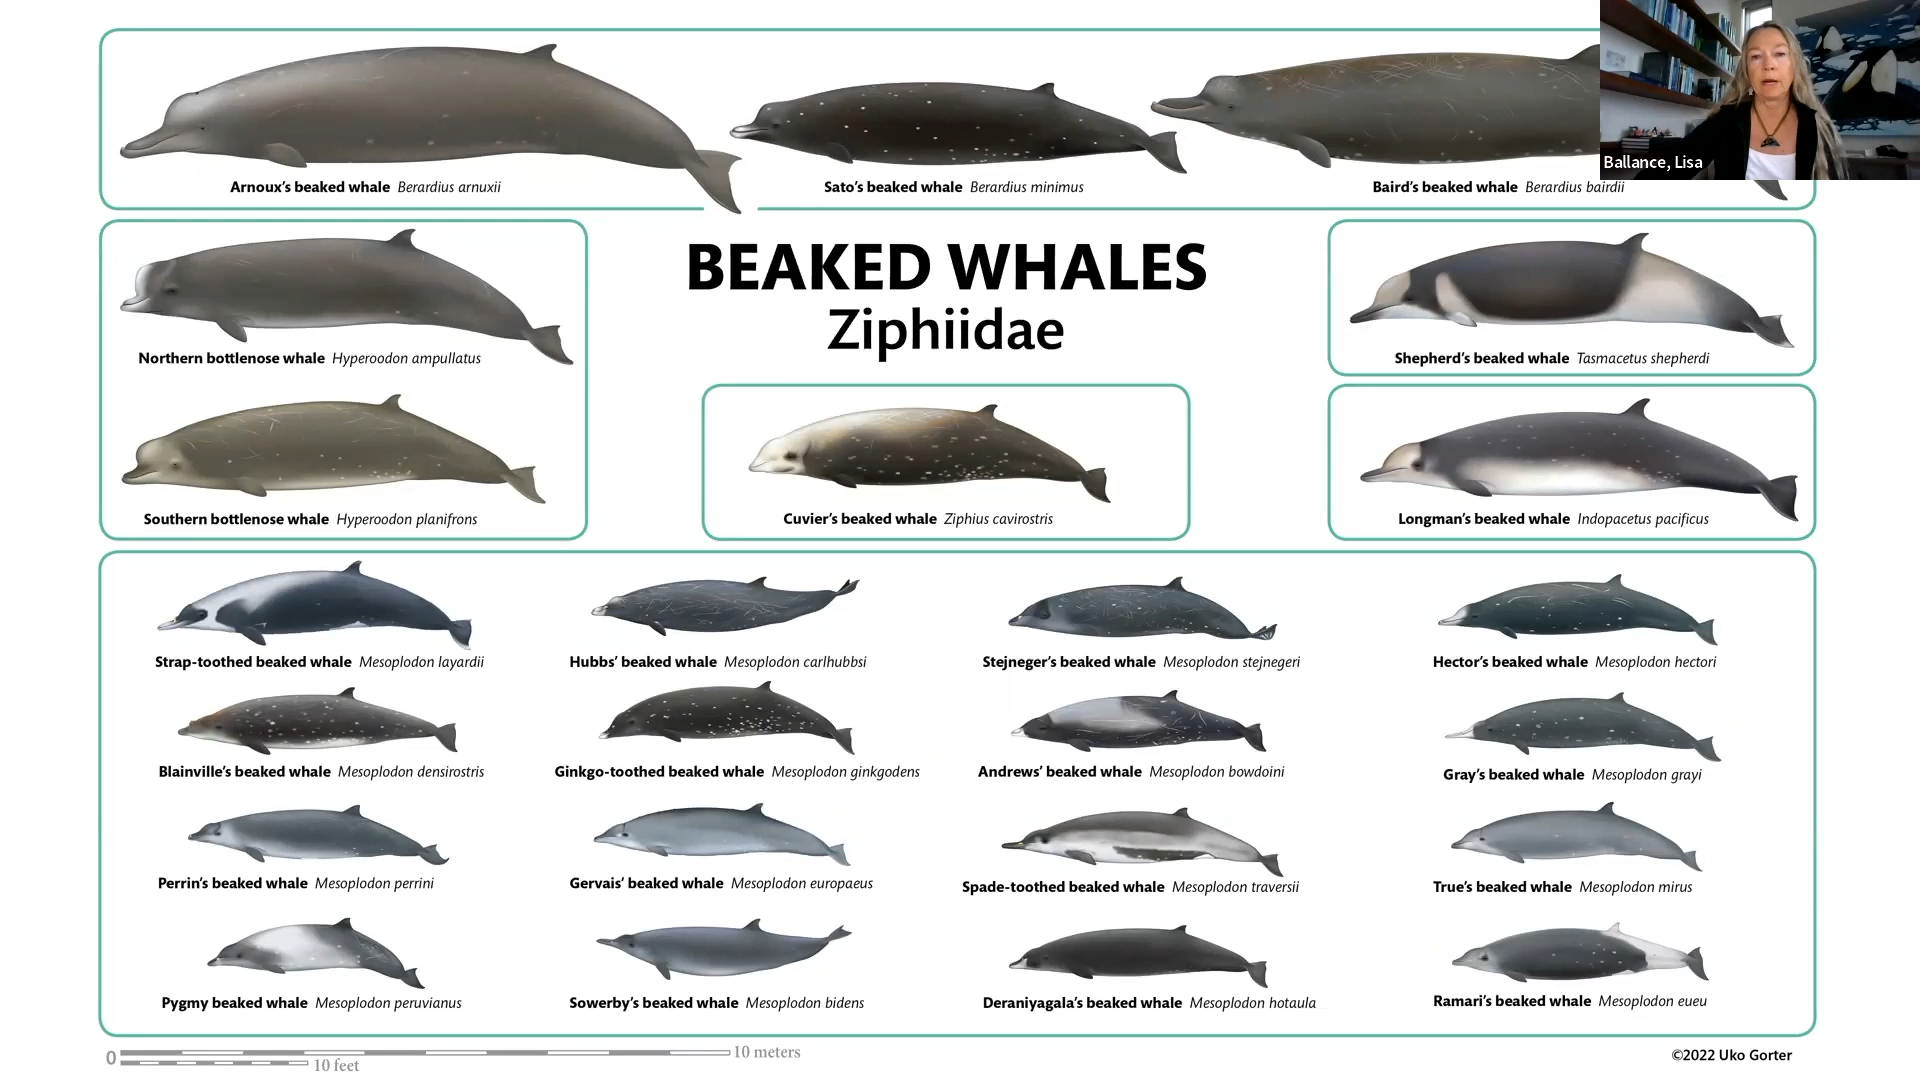 Ballance, Lisa
Arnoux's beaked whale Berardius arnuxii
Sato's beaked whale Berardius minimus
Baird's beaked whale Berardius bairdii
BEAKED WHALES
Ziphiidae
Northern bottlenose whale Hyperoodon ampullatus
Shepherd's beaked whale Tasmacetus shepherdi
Southern bottlenose whale Hyperoodon planifrons
Cuvier's beaked whale Ziphius cavirostris
Longman's beaked whale Indopacetus pacificus
Strap-toothed beaked whale Mesoplodon layardii
Hubbs' beaked whale Mesoplodon carlhubbsi
Stejneger's beaked whale Mesoplodon stejnegeri
Hector's beaked whale Mesoplodon hectori
Blainville's beaked whale Mesoplodon densirostris
Ginkgo-toothed beaked whale Mesoplodon ginkgodens
Andrews' beaked whale Mesoplodon bowdoini
Gray's beaked whale Mesoplodon grayi
Perrin's beaked whale Mesoplodon perrini
Gervais' beaked whale Mesoplodon europaeus
Spade-toothed beaked whale Mesoplodon traversii
True's beaked whale Mesoplodon mirus
Pygmy beaked whale Mesoplodon peruvianus
Sowerby's beaked whale Mesoplodon bidens
Deraniyagala's beaked whale Mesoplodon hotaula
Ramari's beaked whale Mesoplodon eueu
0 10 meters
10 feet
©2022 Uko Gorter